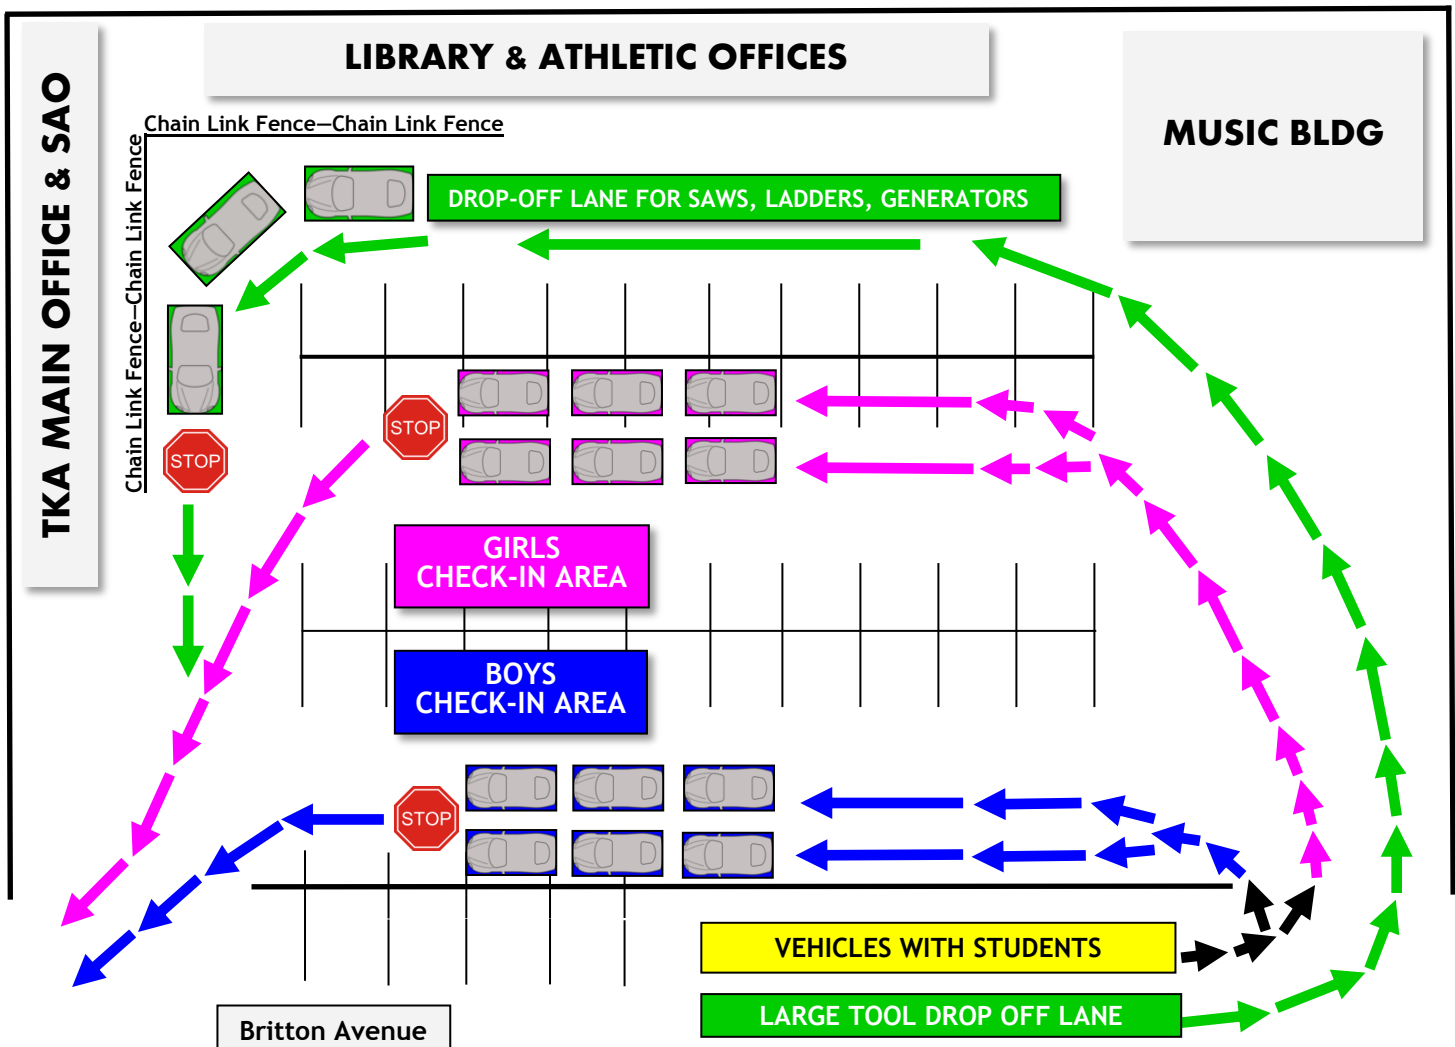 LIBRARY & ATHLETIC OFFICES
MUSIC BLDG
TKA MAIN OFFICE & SAO
Chain Link Fence—Chain Link Fence
Chain Link Fence—Chain Link Fence
DROP-OFF LANE FOR SAWS, LADDERS, GENERATORS
STOP
STOP
GIRLS
CHECK-IN AREA
BOYS
CHECK-IN AREA
STOP
VEHICLES WITH STUDENTS
LARGE TOOL DROP OFF LANE
Britton Avenue